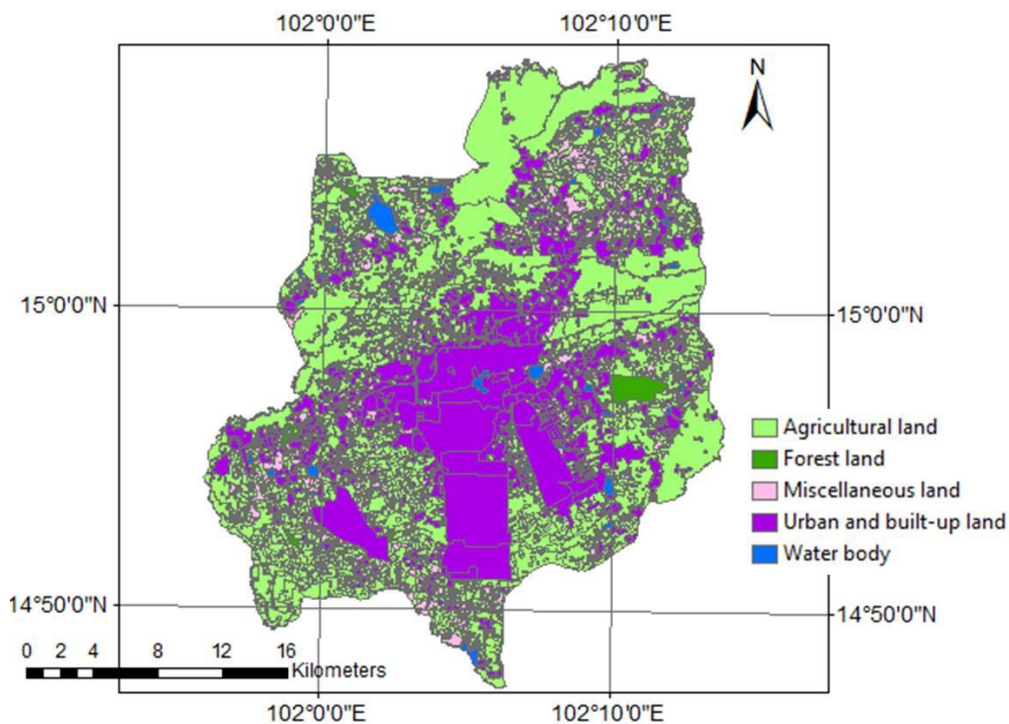 102°0'0"E 102°10'0"E
N
15°0'0"N 15°0'0"N
Agricultural land
Forest land
Miscellaneous land
Urban and built-up land
Water body
14°50'0"N 14°50'0"N
0 2 4 8 12 16
Kilometers
102°0'0"E 102°10'0"E